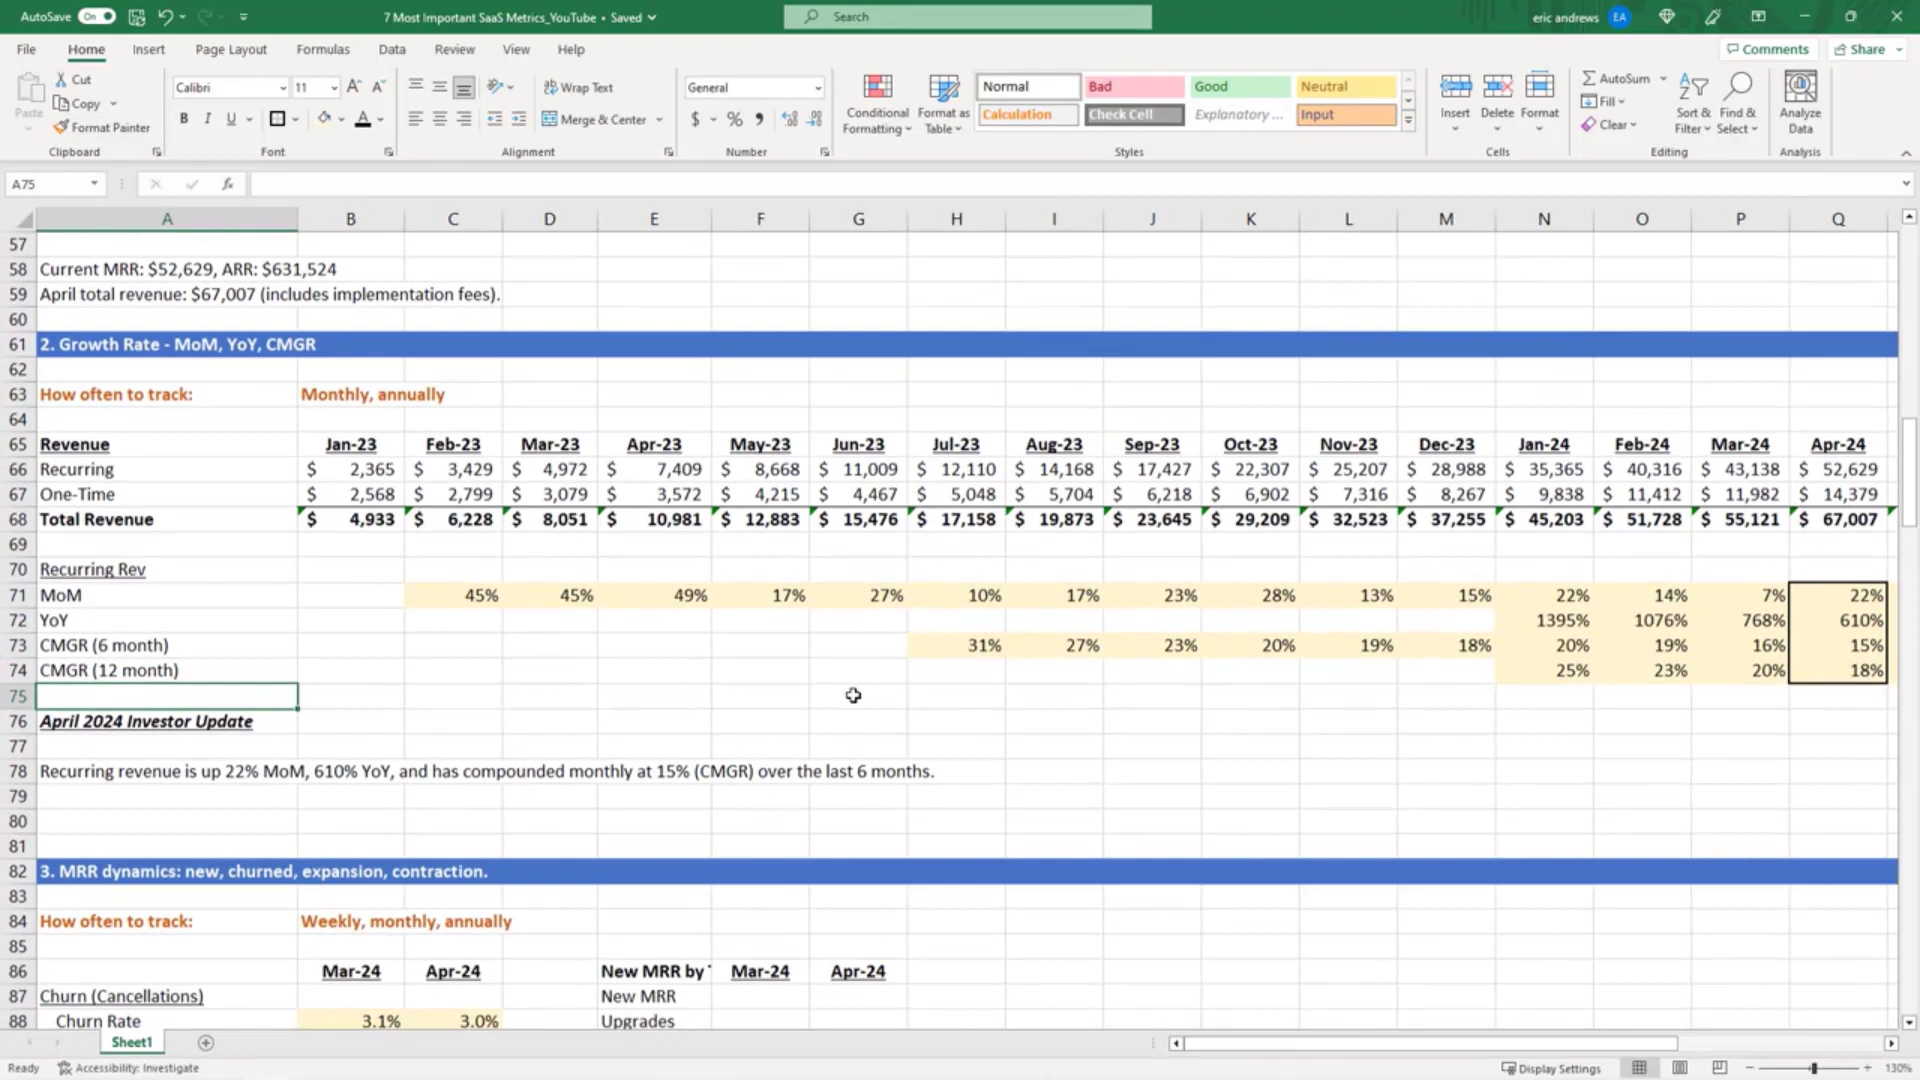 AutoSave On 7 Most Important SaaS Metrics_YouTube • Saved Search eric andrews EA
File Home Insert Page Layout Formulas Data Review View Help Comments Share
Paste Cut Copy Format Painter Clipboard
Calibri 11 A A B I U A Font
Wrap Text Merge & Center Alignment
General $ % 9 Number
Conditional Formatting Format as Table Normal Bad Good Neutral Calculation Check Cell Explanatory ... Input Styles
Insert Delete Format Cells
AutoSum Fill Clear Sort & Filter Find & Select Editing
Analyze Data Analysis
A75 fx
A B C D E F G H I J K L M N O P Q
57
58 Current MRR: $52,629, ARR: $631,524
59 April total revenue: $67,007 (includes implementation fees).
60
61 2. Growth Rate - MoM, YoY, CMGR
62
63 How often to track: Monthly, annually
64
65 Revenue Jan-23 Feb-23 Mar-23 Apr-23 May-23 Jun-23 Jul-23 Aug-23 Sep-23 Oct-23 Nov-23 Dec-23 Jan-24 Feb-24 Mar-24 Apr-24
66 Recurring $ 2,365 $ 3,429 $ 4,972 $ 7,409 $ 8,668 $ 11,009 $ 12,110 $ 14,168 $ 17,427 $ 22,307 $ 25,207 $ 28,988 $ 35,365 $ 40,316 $ 43,138 $ 52,629
67 One-Time $ 2,568 $ 2,799 $ 3,079 $ 3,572 $ 4,215 $ 4,467 $ 5,048 $ 5,704 $ 6,218 $ 6,902 $ 7,316 $ 8,267 $ 9,838 $ 11,412 $ 11,982 $ 14,379
68 Total Revenue $ 4,933 $ 6,228 $ 8,051 $ 10,981 $ 12,883 $ 15,476 $ 17,158 $ 19,873 $ 23,645 $ 29,209 $ 32,523 $ 37,255 $ 45,203 $ 51,728 $ 55,121 $ 67,007
69
70 Recurring Rev
71 MoM 45% 45% 49% 17% 27% 10% 17% 23% 28% 13% 15% 22% 14% 7% 22%
72 YoY 1395% 1076% 768% 610%
73 CMGR (6 month) 31% 27% 23% 20% 19% 18% 20% 19% 16% 15%
74 CMGR (12 month) 25% 23% 20% 18%
75
76 April 2024 Investor Update
77
78 Recurring revenue is up 22% MoM, 610% YoY, and has compounded monthly at 15% (CMGR) over the last 6 months.
79
80
81
82 3. MRR dynamics: new, churned, expansion, contraction.
83
84 How often to track: Weekly, monthly, annually
85
86 Mar-24 Apr-24 New MRR by Mar-24 Apr-24
87 Churn (Cancellations) New MRR
88 Churn Rate 3.1% 3.0% Upgrades
Sheet1
Ready Accessibility: Investigate Display Settings 130%